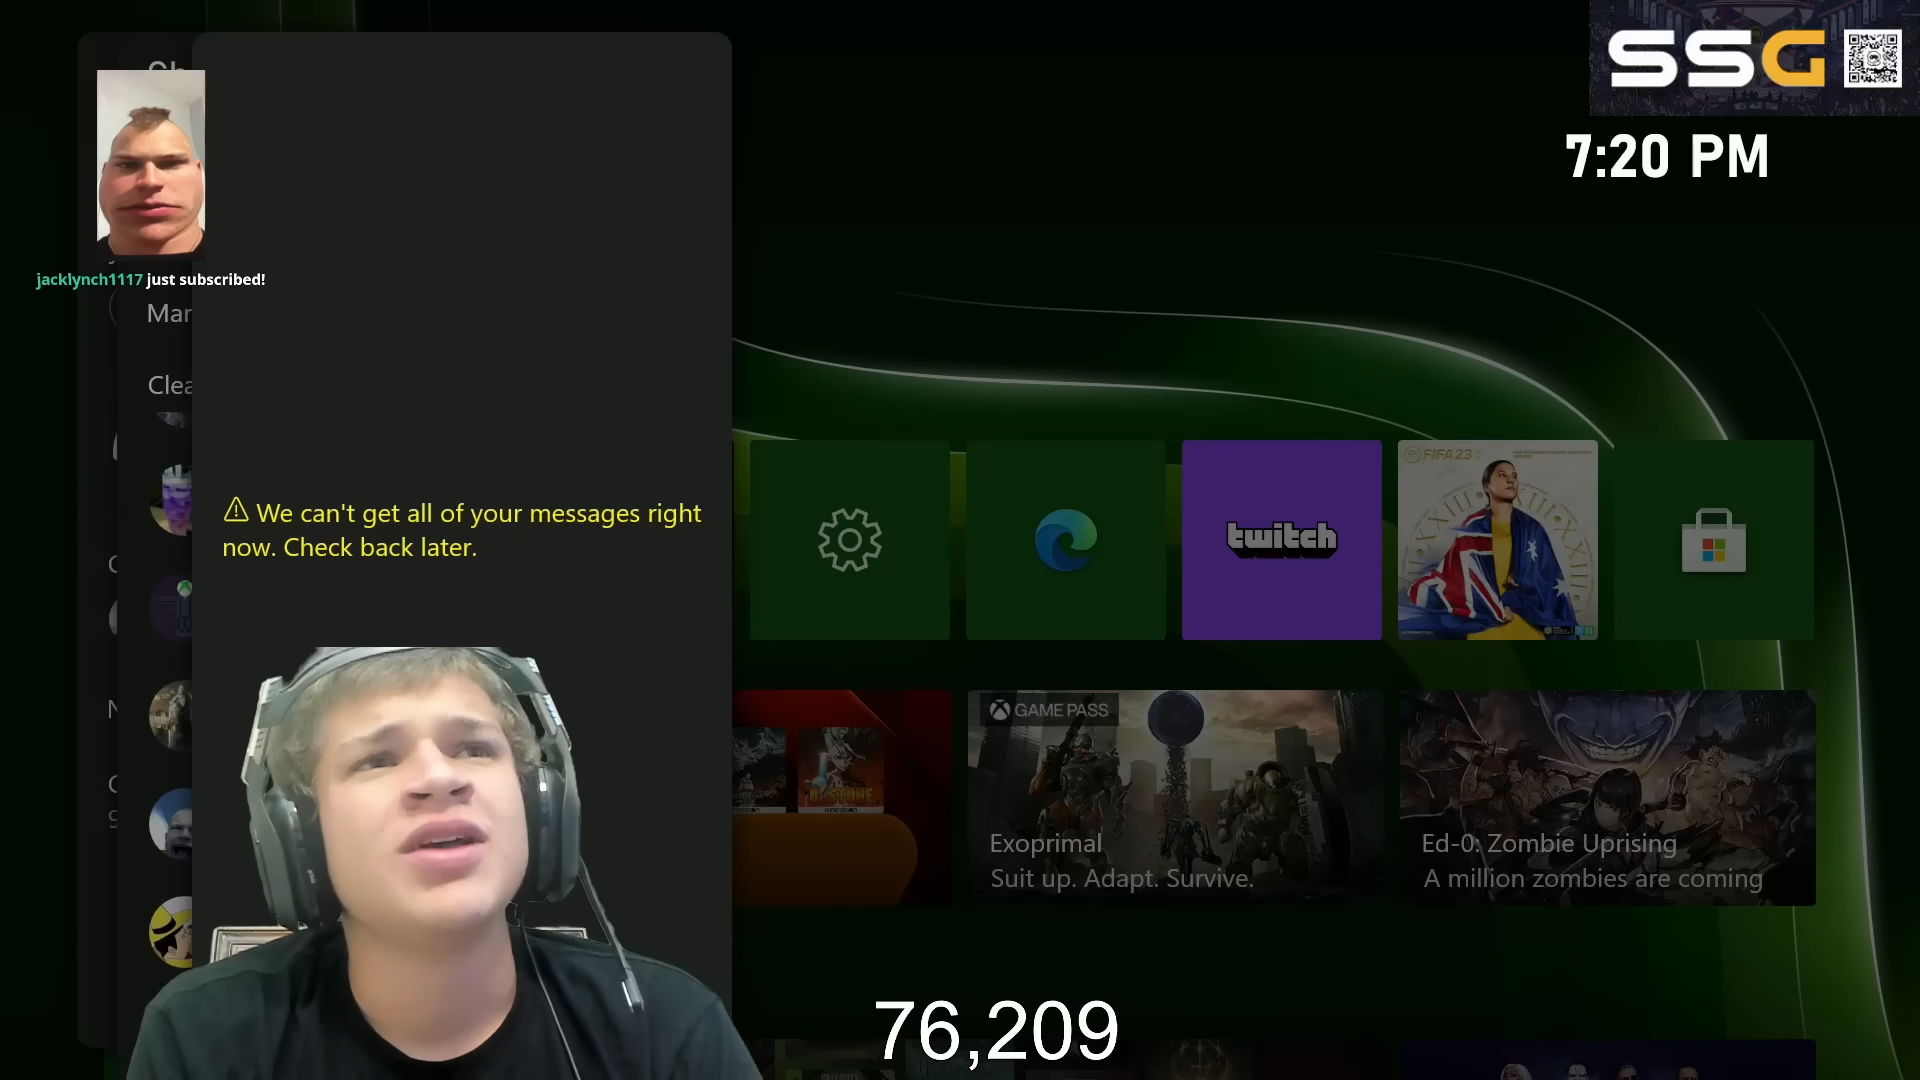 SSG
7:20 PM
jacklynch1117 just subscribed!
Mar
Clea
We can't get all of your messages right
now. Check back later.
twitch
FIFA 23
GAME PASS
Exoprimal
Suit up. Adapt. Survive.
Ed-0: Zombie Uprising
A million zombies are coming
76,209